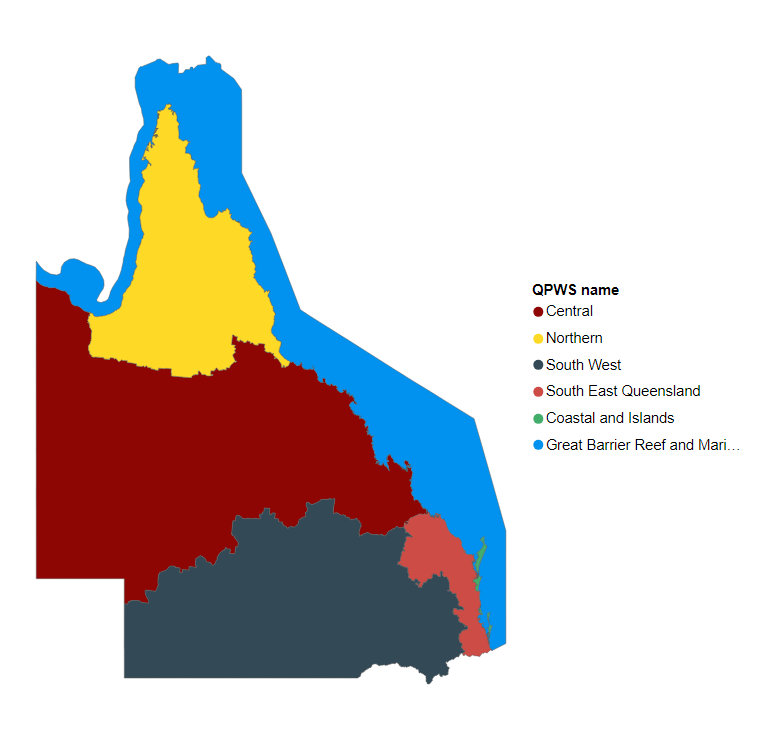 QPWS name
Central
Northern
South West
South East Queensland
Coastal and Islands
Great Barrier Reef and Mari…